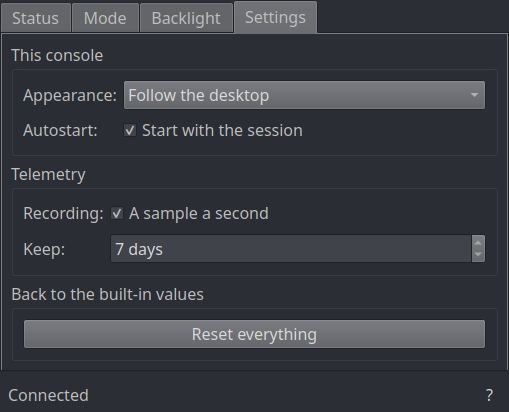 Status Mode Backlight Settings
This console
Appearance: Follow the desktop
Autostart: Start with the session
Telemetry
Recording: A sample a second
Keep: 7 days
Back to the built-in values
Reset everything
Connected ?